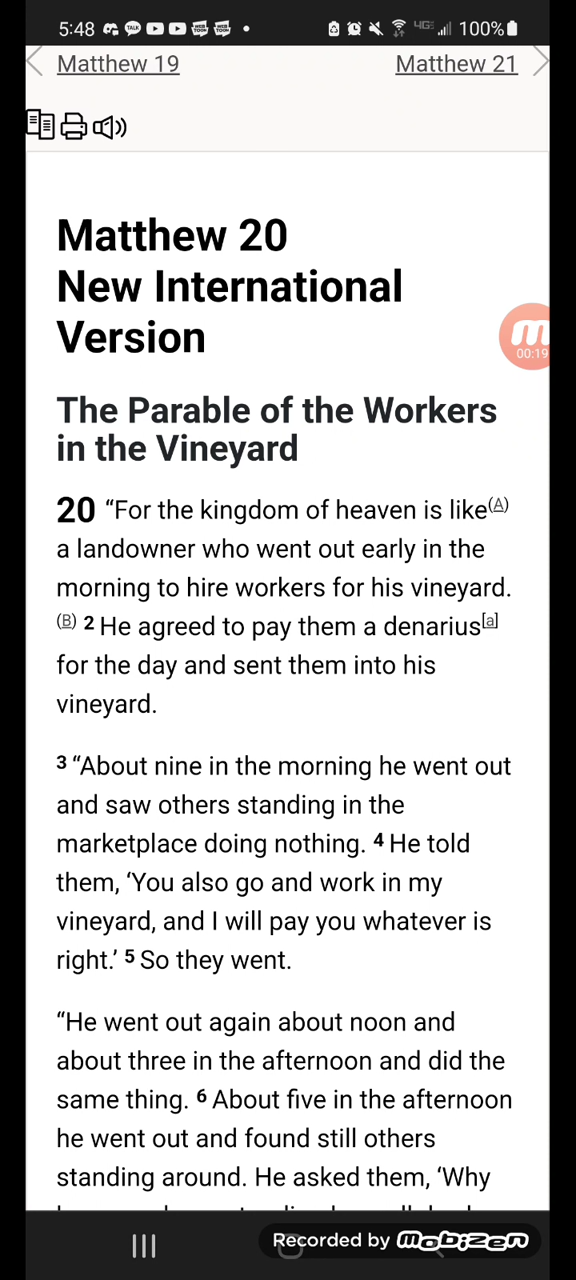 5:48 TALK WEB TOON WEB TOON 4GE 100%
Matthew 19 Matthew 21
Matthew 20
New International
Version
m
00:19
The Parable of the Workers
in the Vineyard
20 “For the kingdom of heaven is like(A)
a landowner who went out early in the
morning to hire workers for his vineyard.
(B) 2 He agreed to pay them a denarius[a]
for the day and sent them into his
vineyard.
3 “About nine in the morning he went out
and saw others standing in the
marketplace doing nothing. 4 He told
them, ‘You also go and work in my
vineyard, and I will pay you whatever is
right.’ 5 So they went.
“He went out again about noon and
about three in the afternoon and did the
same thing. 6 About five in the afternoon
he went out and found still others
standing around. He asked them, ‘Why
Recorded by Mobizen